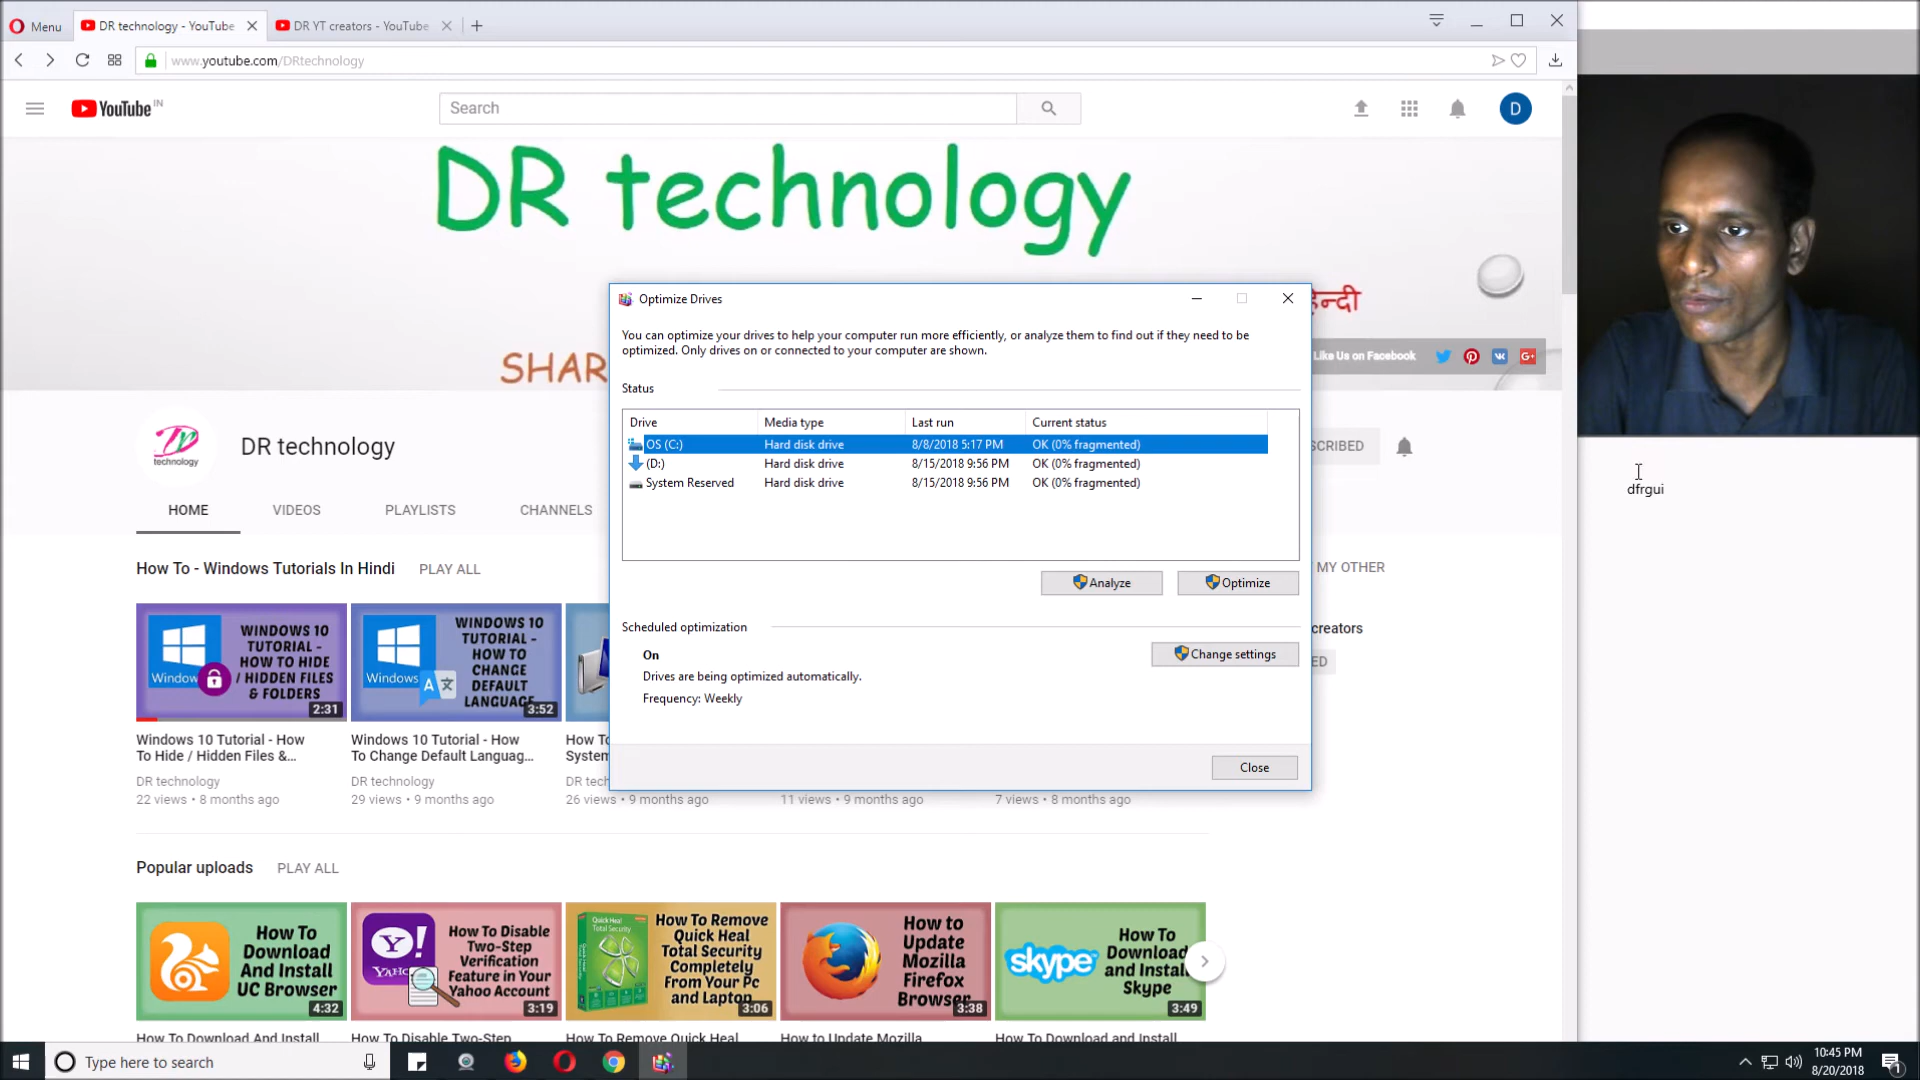 Menu
DR technology - YouTube
DR YT creators - YouTube
www.youtube.com/DRtechnology
YouTube IN
Search
D
DR technology
हिन्दी
SHAR
Like Us on Facebook
Optimize Drives
You can optimize your drives to help your computer run more efficiently, or analyze them to find out if they need to be
optimized. Only drives on or connected to your computer are shown.
Status
Drive Media type Last run Current status
OS (C:) Hard disk drive 8/8/2018 5:17 PM OK (0% fragmented)
(D:) Hard disk drive 8/15/2018 9:56 PM OK (0% fragmented)
System Reserved Hard disk drive 8/15/2018 9:56 PM OK (0% fragmented)
Analyze
Optimize
Scheduled optimization
On
Change settings
Drives are being optimized automatically.
Frequency: Weekly
Close
dfrgui
technology
DR technology
SCRIBED
HOME
VIDEOS
PLAYLISTS
CHANNELS
MY OTHER
creators
ED
How To - Windows Tutorials In Hindi
PLAY ALL
Windows
WINDOWS 10
TUTORIAL -
HOW TO HIDE
/ HIDDEN FILES
& FOLDERS
2:31
Windows
WINDOWS 10
TUTORIAL -
HOW TO
CHANGE
DEFAULT
LANGUAGE
3:52
Windows 10 Tutorial - How
To Hide / Hidden Files &...
DR technology
22 views • 8 months ago
Windows 10 Tutorial - How
To Change Default Languag...
DR technology
29 views • 9 months ago
How To
System
DR tech
26 views • 9 months ago
11 views • 9 months ago
7 views • 8 months ago
Popular uploads
PLAY ALL
How To
Download
And Install
UC Browser
4:32
Y!
YAHOO
How To Disable
Two-Step
Verification
Feature in Your
Yahoo Account
3:19
Quick Heal
Total Security
How To Remove
Quick Heal
Total Security
Completely
From Your Pc
and Laptop
3:06
How to
Update
Mozilla
Firefox
Browser
3:38
skype
How To
Download
and Install
Skype
3:49
How To Download And Install
How To Disable Two-Step
How To Remove Quick Heal
How to Update Mozilla
How To Download and Install
Type here to search
10:45 PM
8/20/2018
1